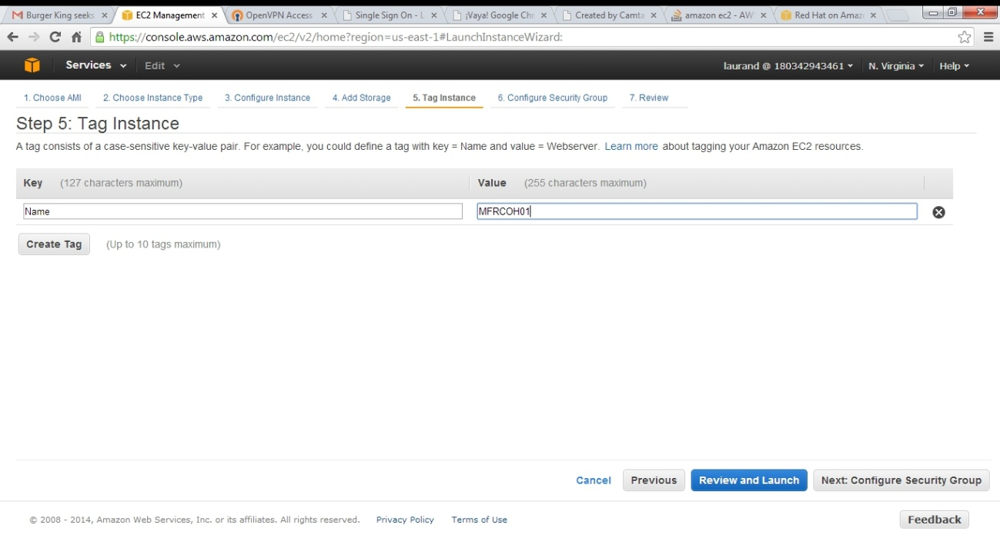 Burger King seeks
EC2 Management
OpenVPN Access
Single Sign On - L
¡Vaya! Google Chr
Created by Camta
amazon ec2 - AW
Red Hat on Amaz
https://console.aws.amazon.com/ec2/v2/home?region=us-east-1#LaunchInstanceWizard:
Services Edit laurand @ 180342943461 N. Virginia Help
1. Choose AMI 2. Choose Instance Type 3. Configure Instance 4. Add Storage 5. Tag Instance 6. Configure Security Group 7. Review
Step 5: Tag Instance
A tag consists of a case-sensitive key-value pair. For example, you could define a tag with key = Name and value = Webserver. Learn more about tagging your Amazon EC2 resources.
Key (127 characters maximum) Value (255 characters maximum)
Name MFRCOH01
Create Tag (Up to 10 tags maximum)
Cancel Previous Review and Launch Next: Configure Security Group
© 2008 - 2014, Amazon Web Services, Inc. or its affiliates. All rights reserved. Privacy Policy Terms of Use Feedback